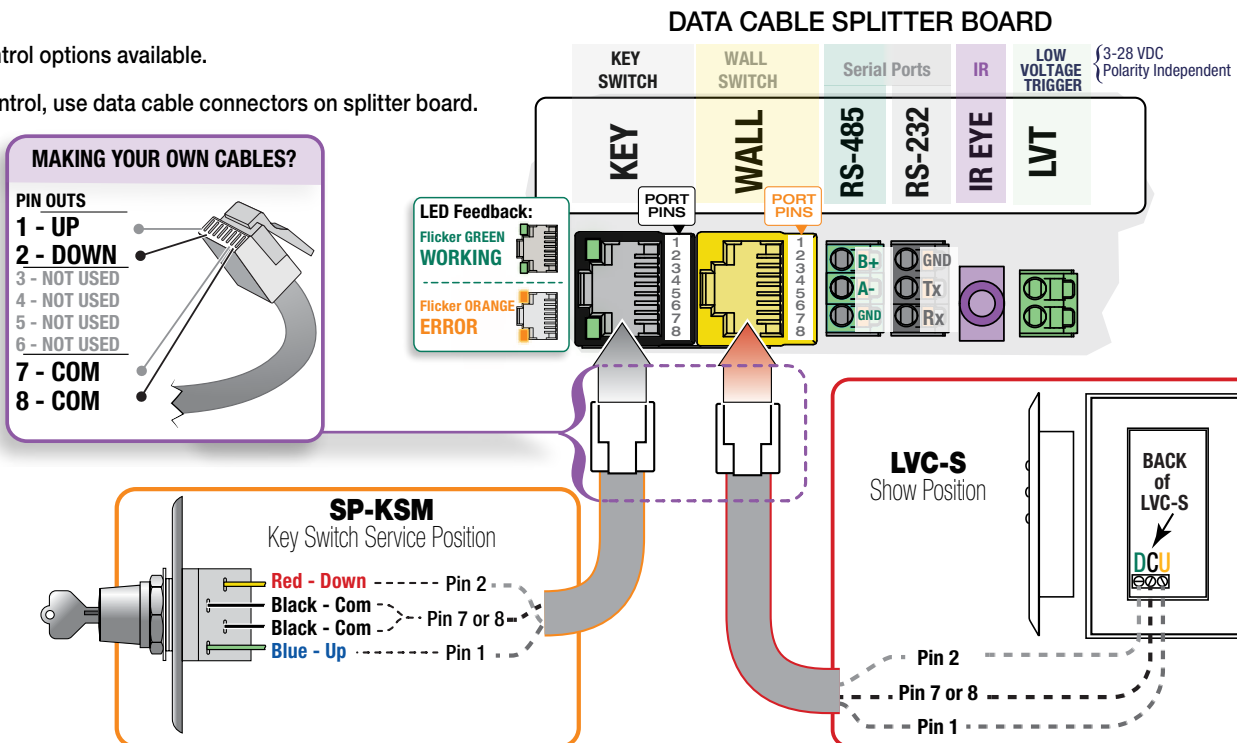 DATA CABLE SPLITTER BOARD
ntrol options available.
ntrol, use data cable connectors on splitter board.
KEY
SWITCH
WALL
SWITCH
Serial Ports
IR
LOW
VOLTAGE
TRIGGER
3-28 VDC
Polarity Independent
KEY
WALL
RS-485
RS-232
IR EYE
LVT
PORT
PINS
PORT
PINS
MAKING YOUR OWN CABLES?
PIN OUTS
1 - UP
2 - DOWN
3 - NOT USED
4 - NOT USED
5 - NOT USED
6 - NOT USED
7 - COM
8 - COM
LED Feedback:
Flicker GREEN
WORKING
Flicker ORANGE
ERROR
1
2
3
4
5
6
7
8
1
2
3
4
5
6
7
8
B+
A-
GND
GND
Tx
Rx
SP-KSM
Key Switch Service Position
Red - Down
Pin 2
Black - Com
Black - Com
Pin 7 or 8
Blue - Up
Pin 1
LVC-S
Show Position
BACK
of
LVC-S
DCU
Pin 2
Pin 7 or 8
Pin 1